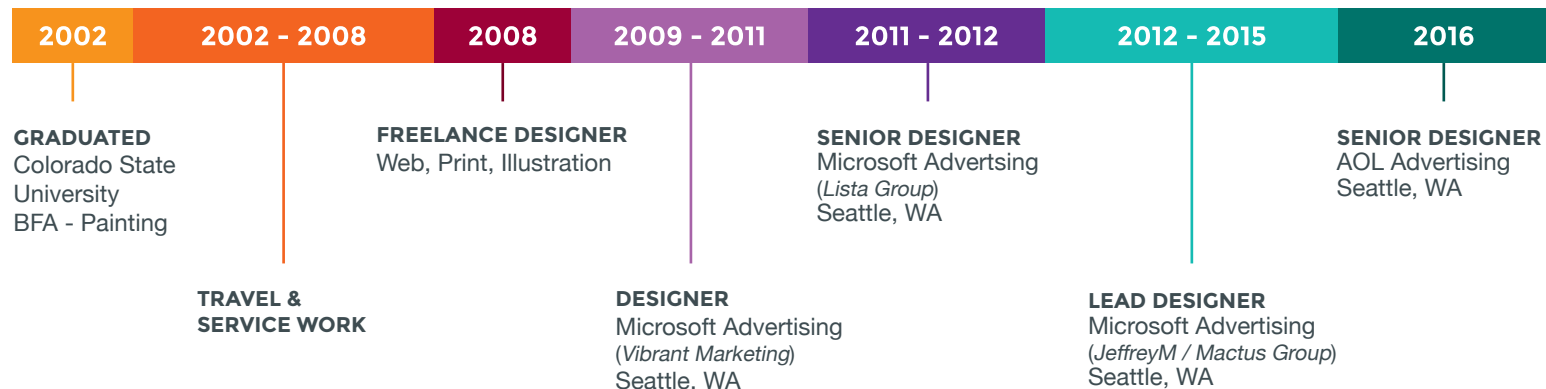 2002
2002 - 2008
2008
2009 - 2011
2011 - 2012
2012 - 2015
2016
GRADUATED
Colorado State
University
BFA - Painting
TRAVEL &
SERVICE WORK
FREELANCE DESIGNER
Web, Print, Illustration
DESIGNER
Microsoft Advertising
(Vibrant Marketing)
Seattle, WA
SENIOR DESIGNER
Microsoft Advertsing
(Lista Group)
Seattle, WA
LEAD DESIGNER
Microsoft Advertising
(JeffreyM / Mactus Group)
Seattle, WA
SENIOR DESIGNER
AOL Advertising
Seattle, WA